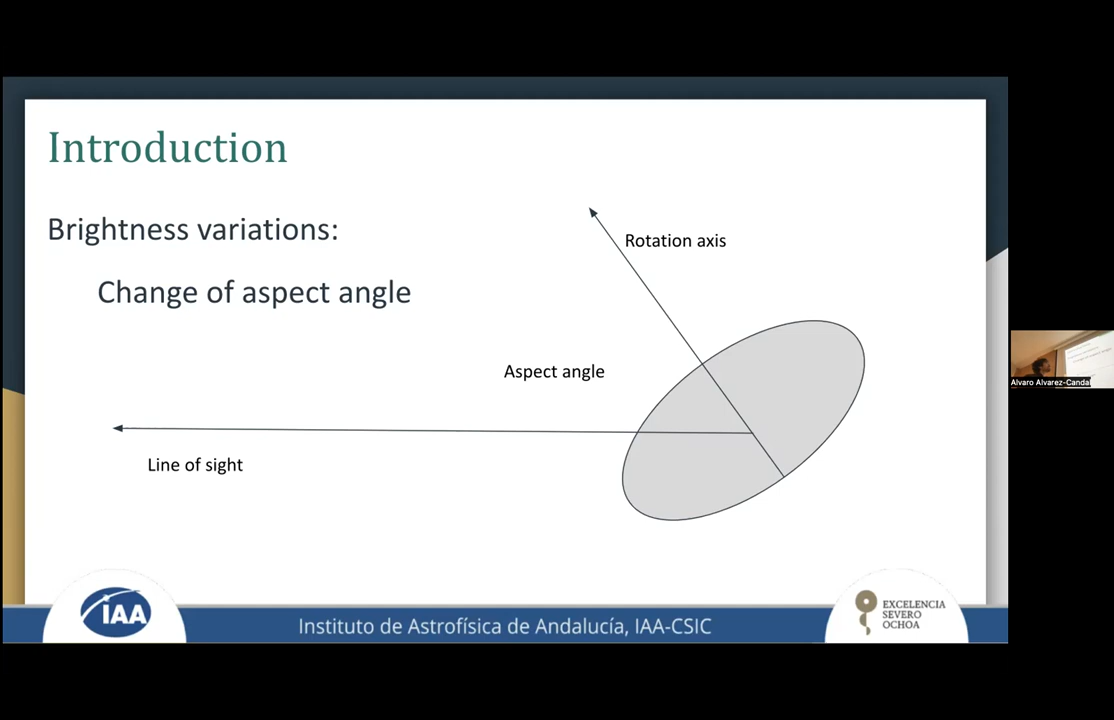 Introduction
Brightness variations:
Rotation axis
Change of aspect angle
Aspect angle
Line of sight
Alvaro Alvarez-Candal
IAA
Instituto de Astrofísica de Andalucía, IAA-CSIC
EXCELENCIA
SEVERO
OCHOA